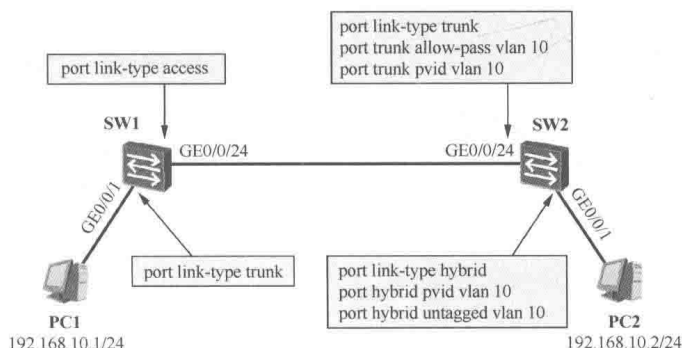 port link-type trunk
port trunk allow-pass vlan 10
port trunk pvid vlan 10
port link-type access
SW1
SW2
GE0/0/24
GE0/0/24
GE0/0/1
GE0/0/1
port link-type trunk
port link-type hybrid
port hybrid pvid vlan 10
port hybrid untagged vlan 10
PC1
192.168.10.1/24
PC2
192.168.10.2/24